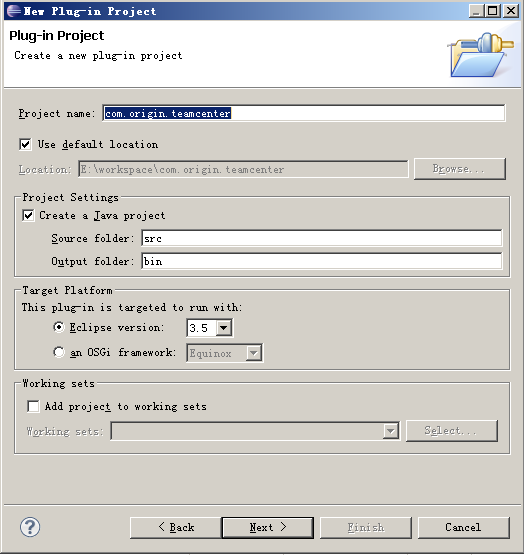 New Plug-in Project
Plug-in Project
Create a new plug-in project
Project name: com.origin.teamcenter
Use default location
Location: E:\workspace\com.origin.teamcenter Browse...
Project Settings
Create a Java project
Source folder: src
Output folder: bin
Target Platform
This plug-in is targeted to run with:
Eclipse version: 3.5
an OSGi framework: Equinox
Working sets
Add project to working sets
Working sets: Select...
? < Back Next > Finish Cancel